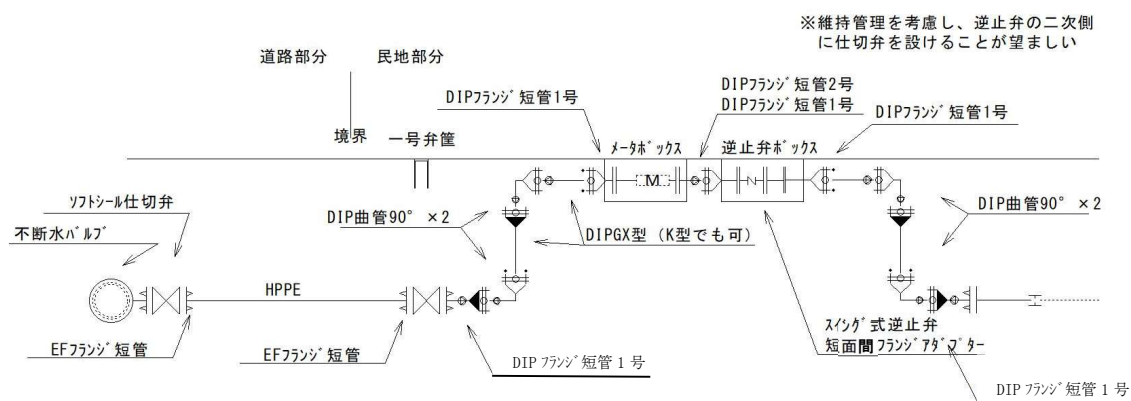 ※維持管理を考慮し、逆止弁の二次側
に仕切弁を設けることが望ましい
道路部分
民地部分
DIPﾌﾗﾝｼﾞ短管1号
DIPﾌﾗﾝｼﾞ短管2号
DIPﾌﾗﾝｼﾞ短管1号
DIPﾌﾗﾝｼﾞ短管1号
境界
一号弁筐
ﾒｰﾀﾎﾞｯｸｽ
逆止弁ﾎﾞｯｸｽ
M
N
ｿﾌﾄｼｰﾙ仕切弁
不断水ﾊﾞﾙﾌﾞ
DIP曲管90° ×2
DIPGX型（K型でも可）
DIP曲管90° ×2
HPPE
EFﾌﾗﾝｼﾞ短管
EFﾌﾗﾝｼﾞ短管
DIPﾌﾗﾝｼﾞ短管1号
ｽｲﾝｸﾞ式逆止弁
短面間ﾌﾗﾝｼﾞｱﾀﾞﾌﾟﾀｰ
DIPﾌﾗﾝｼﾞ短管1号